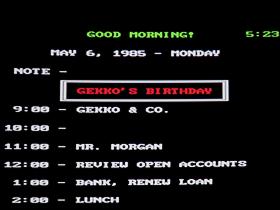 GOOD MORNING! 5:23
MAY 6, 1985 - MONDAY
NOTE -
GEKKO'S BIRTHDAY
9:00 - GEKKO & CO.
10:00 -
11:00 - MR. MORGAN
12:00 - REVIEW OPEN ACCOUNTS
1:00 - BANK, RENEW LOAN
2:00 - LUNCH